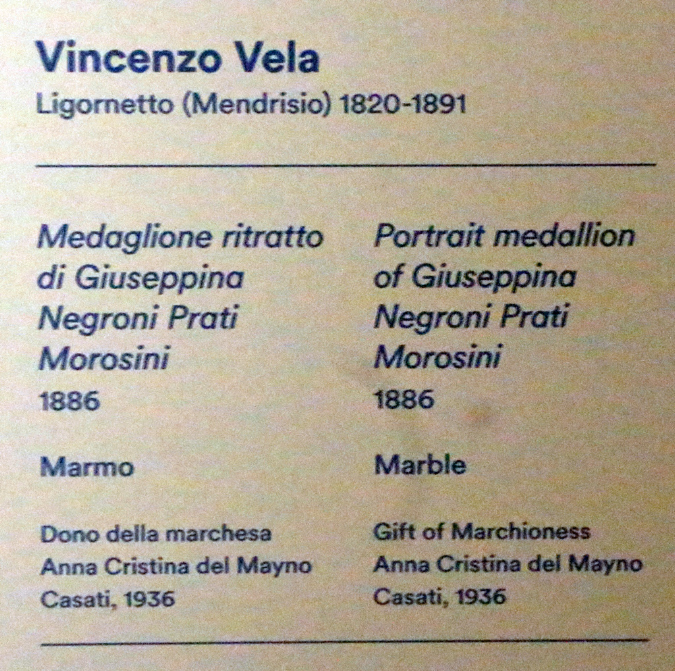 Vincenzo Vela
Ligornetto (Mendrisio) 1820-1891
Medaglione ritratto
di Giuseppina
Negroni Prati
Morosini
1886
Marmo
Dono della marchesa
Anna Cristina del Mayno
Casati, 1936
Portrait medallion
of Giuseppina
Negroni Prati
Morosini
1886
Marble
Gift of Marchioness
Anna Cristina del Mayno
Casati, 1936